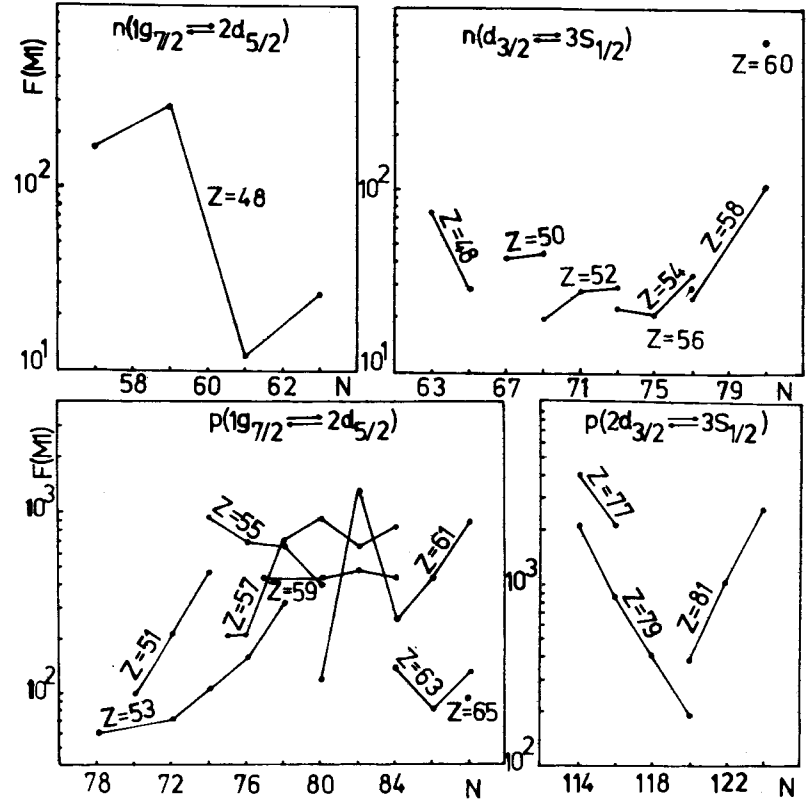 n(1g7/2 ⇌ 2d5/2)
F(M1)
10²
10¹
Z=48
58 60 62 N
n(d3/2 ⇌ 3S1/2)
Z=60
10²
10¹
Z=48
Z=50
Z=52
Z=54
Z=56
Z=58
63 67 71 75 79 N
p(1g7/2 ⇌ 2d5/2)
F(M1)
10³
10²
Z=55
Z=61
Z=57
Z=59
Z=51
Z=53
Z=63
Z=65
78 72 76 80 84 N
p(2d3/2 ⇌ 3S1/2)
Z=77
10³
Z=79
Z=81
10²
114 118 122 N